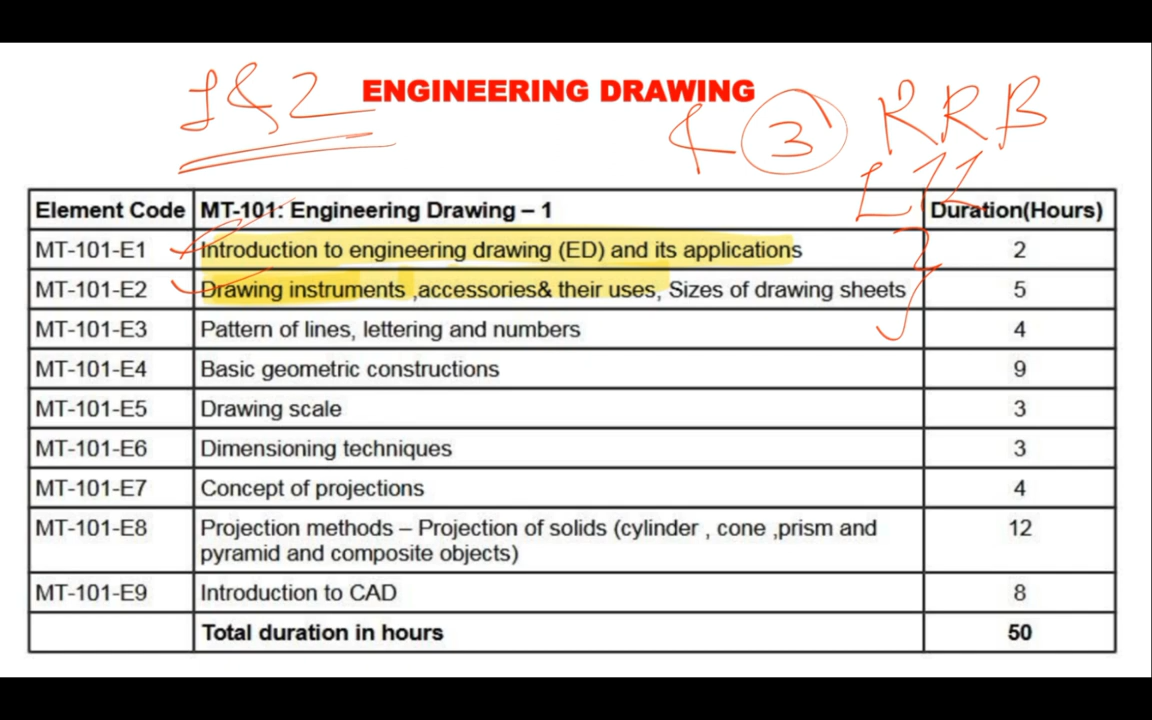 1 & 2
ENGINEERING DRAWING
3 RRB
Element Code MT-101: Engineering Drawing – 1 Duration(Hours)
MT-101-E1 Introduction to engineering drawing (ED) and its applications 2
MT-101-E2 Drawing instruments ,accessories& their uses, Sizes of drawing sheets 5
MT-101-E3 Pattern of lines, lettering and numbers 4
MT-101-E4 Basic geometric constructions 9
MT-101-E5 Drawing scale 3
MT-101-E6 Dimensioning techniques 3
MT-101-E7 Concept of projections 4
MT-101-E8 Projection methods – Projection of solids (cylinder , cone ,prism and
pyramid and composite objects) 12
MT-101-E9 Introduction to CAD 8
Total duration in hours 50